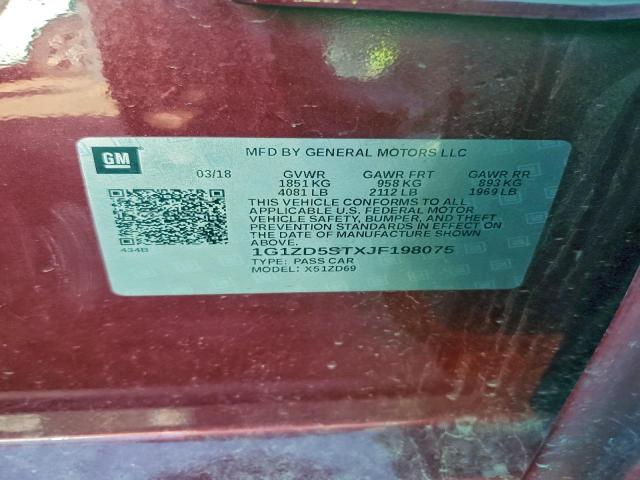 GM
MFD BY GENERAL MOTORS LLC
03/18
GVWR GAWR FRT GAWR RR
1851 KG 958 KG 893 KG
4081 LB 2112 LB 1969 LB
THIS VEHICLE CONFORMS TO ALL
APPLICABLE U.S. FEDERAL MOTOR
VEHICLE SAFETY, BUMPER, AND THEFT
PREVENTION STANDARDS IN EFFECT ON
THE DATE OF MANUFACTURE SHOWN
ABOVE.
434B
1G1ZD5STXJF198075
TYPE: PASS CAR
MODEL: X51ZD69